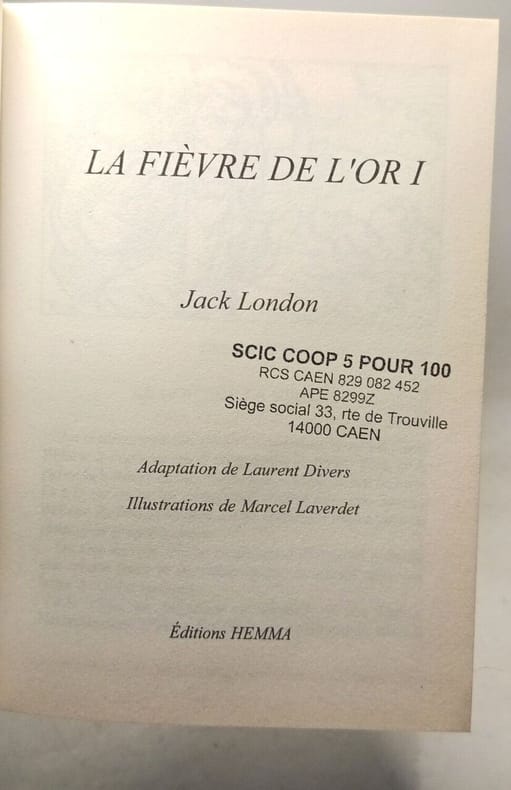 LA FIÈVRE DE L'OR I
Jack London
SCIC COOP 5 POUR 100
RCS CAEN 829 082 452
APE 8299Z
Siège social 33, rte de Trouville
14000 CAEN
Adaptation de Laurent Divers
Illustrations de Marcel Laverdet
Éditions HEMMA